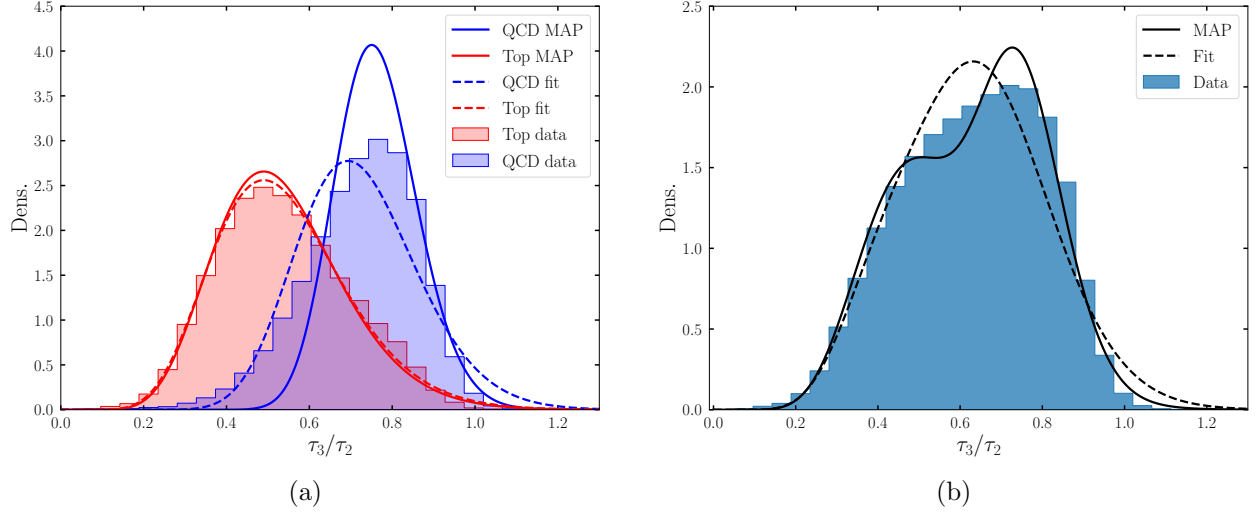 4.5
4.0
3.5
3.0
2.5
2.0
1.5
1.0
0.5
0.0
Dens.
0.0 0.2 0.4 0.6 0.8 1.0 1.2
τ3/τ2
QCD MAP
Top MAP
QCD fit
Top fit
Top data
QCD data
(a)
2.5
2.0
1.5
1.0
0.5
0.0
Dens.
0.0 0.2 0.4 0.6 0.8 1.0 1.2
τ3/τ2
MAP
Fit
Data
(b)